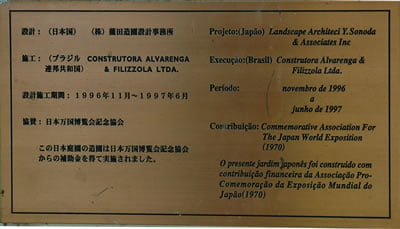 設計：（日本国）（株）薗田造園設計事務所
施工：（ブラジル CONSTRUTORA ALVARENGA
連邦共和国） & FILIZZOLA LTDA.
設計施工期間：１９９６年11月〜１９９７年６月
協賛：日本万国博覧会記念協会
この日本庭園の造園は日本万国博覧会記念協会
からの補助金を得て実施されました。
Projeto:(Japão) Landscape Architeci Y.Sonoda
& Associates Inc
Execuçao:(Brasil) Construtora Alvarenga &
Filizzola Ltda.
Período: novembro de 1996
a
junho de 1997
Contribuição: Commemorative Association For
The Japan World Exposition
(1970)
O presente jardim japonês foi construido com
contribuição financeira da Associação Pro-
Comemoração da Exposição Mundial do
Japão(1970)